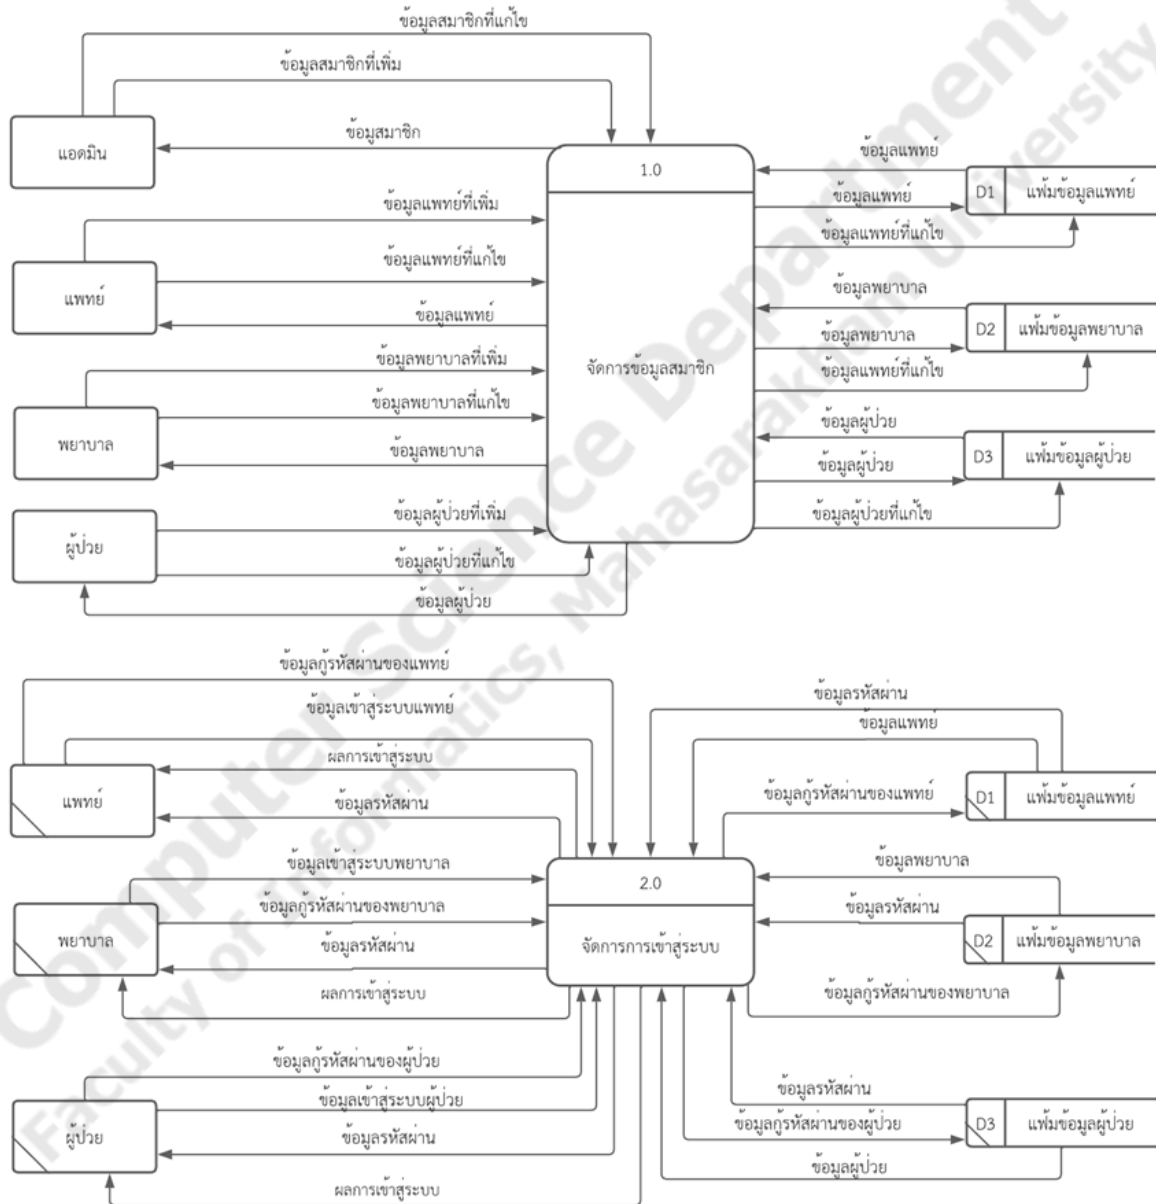 ข้อมูลสมาชิกที่แก้ไข
ข้อมูลสมาชิกที่เพิ่ม
แอดมิน
ข้อมูสมาชิก
ข้อมูลแพทย์
1.0
D1 แฟ้มข้อมูลแพทย์
ข้อมูลแพทย์
ข้อมูลแพทย์ที่เพิ่ม
ข้อมูลแพทย์ที่แก้ไข
ข้อมูลแพทย์ที่แก้ไข
แพทย์
ข้อมูลพยาบาล
ข้อมูลแพทย์
D2 แฟ้มข้อมูลพยาบาล
ข้อมูลพยาบาล
ข้อมูลพยาบาลที่เพิ่ม
จัดการข้อมูลสมาชิก
ข้อมูลแพทย์ที่แก้ไข
ข้อมูลพยาบาลที่แก้ไข
พยาบาล
ข้อมูลผู้ป่วย
ข้อมูลพยาบาล
D3 แฟ้มข้อมูลผู้ป่วย
ข้อมูลผู้ป่วย
ข้อมูลผู้ป่วยที่เพิ่ม
ข้อมูลผู้ป่วยที่แก้ไข
ผู้ป่วย
ข้อมูลผู้ป่วยที่แก้ไข
ข้อมูลผู้ป่วย
ข้อมูลกู้รหัสผ่านของแพทย์
ข้อมูลเข้าสู่ระบบแพทย์
ข้อมูลรหัสผ่าน
ข้อมูลแพทย์
ผลการเข้าสู่ระบบ
แพทย์
ข้อมูลรหัสผ่าน
ข้อมูลกู้รหัสผ่านของแพทย์
D1 แฟ้มข้อมูลแพทย์
ข้อมูลเข้าสู่ระบบพยาบาล
2.0
ข้อมูลพยาบาล
ข้อมูลกู้รหัสผ่านของพยาบาล
ข้อมูลรหัสผ่าน
พยาบาล
ข้อมูลรหัสผ่าน
จัดการการเข้าสู่ระบบ
D2 แฟ้มข้อมูลพยาบาล
ผลการเข้าสู่ระบบ
ข้อมูลกู้รหัสผ่านของพยาบาล
ข้อมูลกู้รหัสผ่านของผู้ป่วย
ข้อมูลเข้าสู่ระบบผู้ป่วย
ข้อมูลรหัสผ่าน
ข้อมูลกู้รหัสผ่านของผู้ป่วย
D3 แฟ้มข้อมูลผู้ป่วย
ผู้ป่วย
ข้อมูลรหัสผ่าน
ข้อมูลผู้ป่วย
ผลการเข้าสู่ระบบ
Computer Science Department
Faculty of Informatics, Mahasarakham University